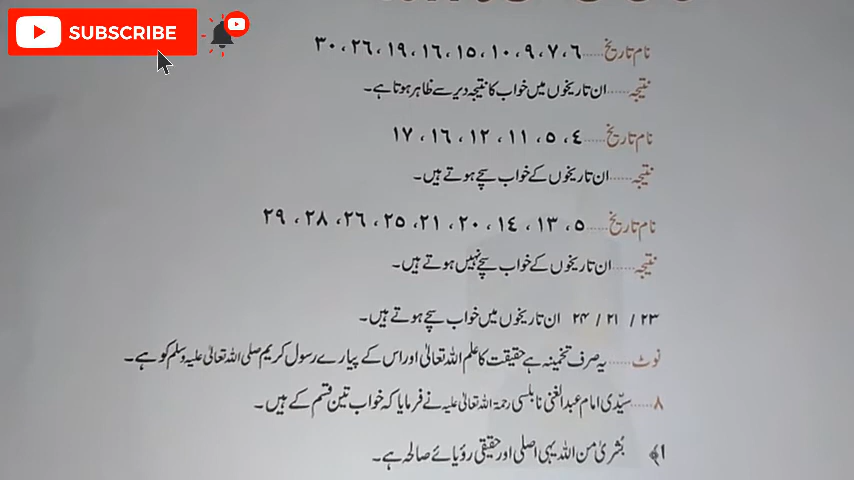 SUBSCRIBE
نام تاریخ......۶،۷،۹،۱۰،۱۵،۱۶،۱۹،۲۶،۳۰
نتیجہ......ان تاریخوں میں خواب کا نتیجہ دیر سے ظاہر ہوتا ہے۔
نام تاریخ......۴،۵،۱۱،۱۲،۱۶،۱۷
نتیجہ......ان تاریخوں کے خواب سچے ہوتے ہیں۔
نام تاریخ......۵،۱۳،۱۴،۲۰،۲۱،۲۵،۲۶،۲۸،۲۹
نتیجہ......ان تاریخوں کے خواب سچے نہیں ہوتے ہیں۔
۲۳/ ۲۱/ ۲۴ ان تاریخوں میں خواب سچے ہوتے ہیں۔
نوٹ......یہ صرف تخمینہ ہے حقیقت کا علم اللہ تعالیٰ اور اس کے پیارے رسول کریم صلی اللہ تعالیٰ علیہ وسلم کو ہے۔
۸......سیّدی امام عبدالغنی نابلسی رحمۃ اللہ تعالیٰ علیہ نے فرمایا کہ خواب تین قسم کے ہیں۔
۱﴾ بُشریٰ من اللہ یہی اصلی اور حقیقی رؤیائے صالحہ ہے۔